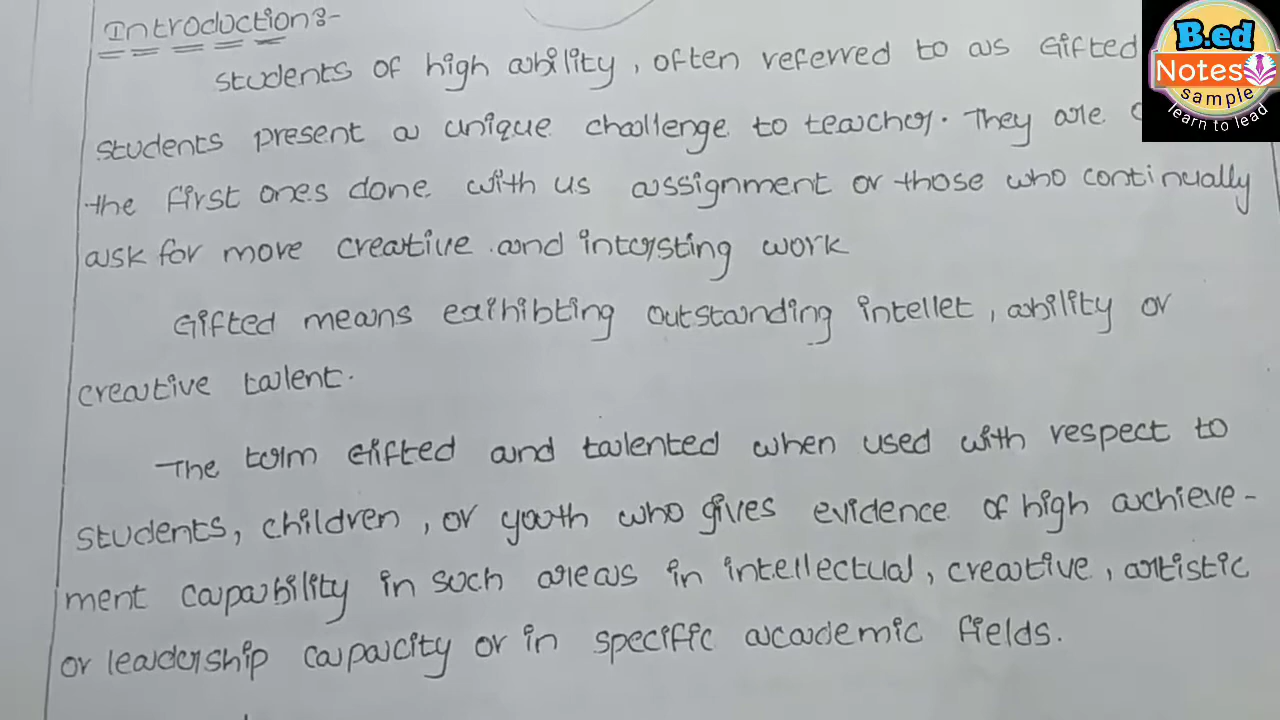 Introduction:-
students of high ability, often referred to as Gifted
students present a unique challenge to teacher. They are
the first ones done with us assignment or those who continually
ask for more creative and intersting work
Gifted means exihibting outstanding intellet, ability or
creative talent.
The term Gifted and talented when used with respect to
students, children, or youth who gives evidence of high achieve-
ment capability in such areas in intellectual, creative, artistic
or leadership capacity or in specific academic fields.
B.ed
Notes
sample
learn to lead